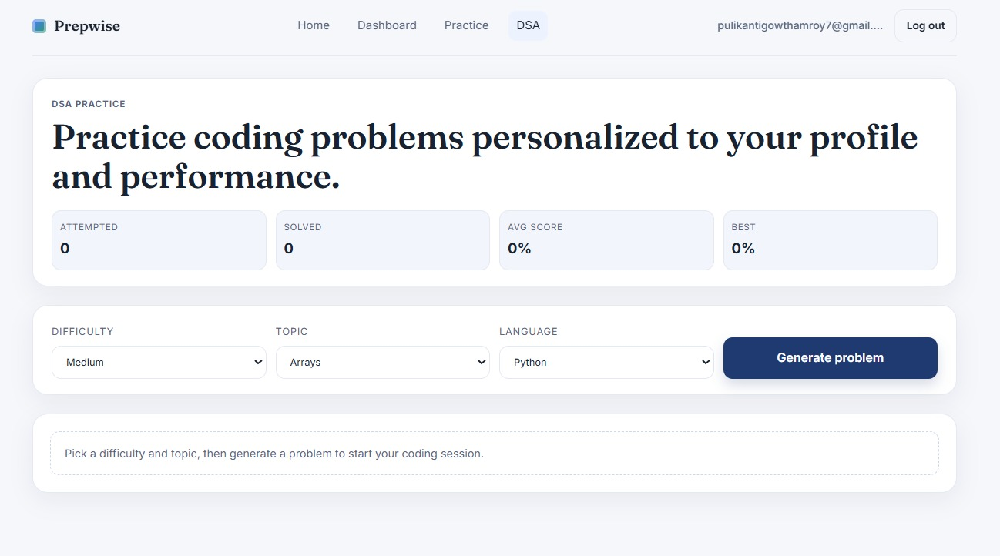 Prepwise
Home
Dashboard
Practice
DSA
pulikantigowthamroy7@gmail....
Log out
DSA PRACTICE
Practice coding problems personalized to your profile
and performance.
ATTEMPTED
0
SOLVED
0
AVG SCORE
0%
BEST
0%
DIFFICULTY
Medium
TOPIC
Arrays
LANGUAGE
Python
Generate problem
Pick a difficulty and topic, then generate a problem to start your coding session.